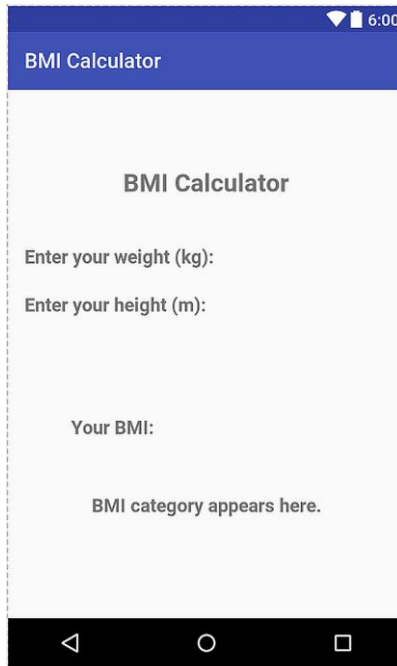 6:00
BMI Calculator
BMI Calculator
Enter your weight (kg):
Enter your height (m):
Your BMI:
BMI category appears here.